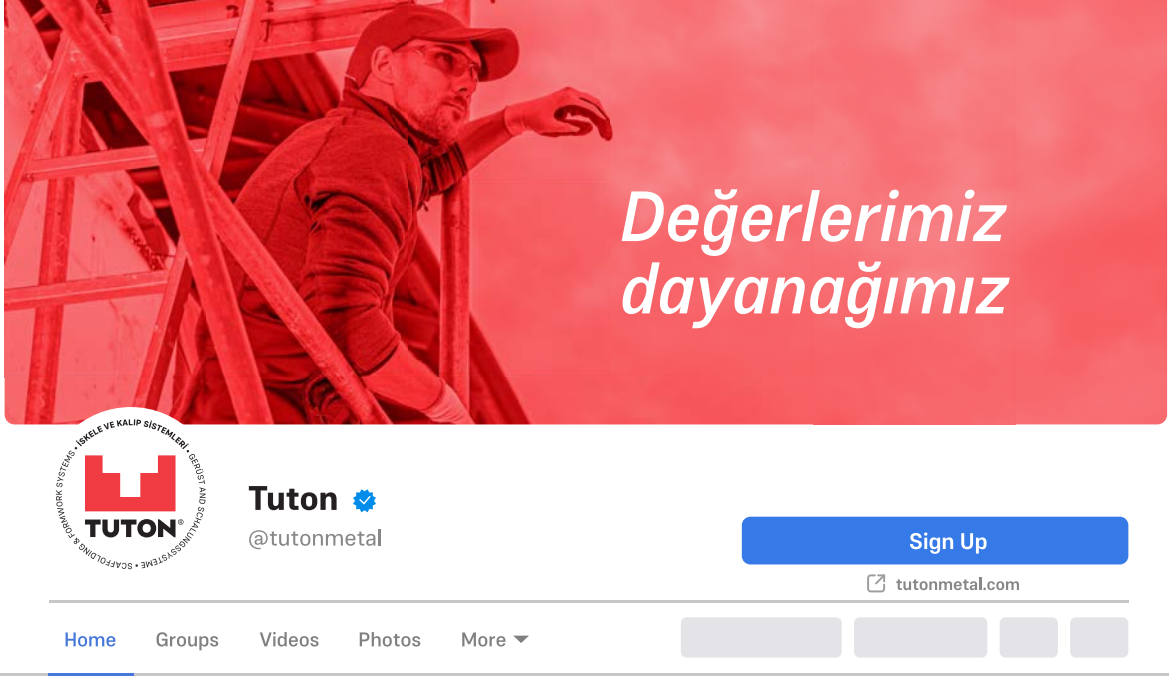 Değerlerimiz
dayanağımız
İSKELE VE KALIP SİSTEMLERİ • GERÜST AND SCHALUNGSSYSTEME • SCAFFOLDING & FORMWORK SYSTEMS •
TUTON®
Tuton
@tutonmetal
Sign Up
tutonmetal.com
Home Groups Videos Photos More